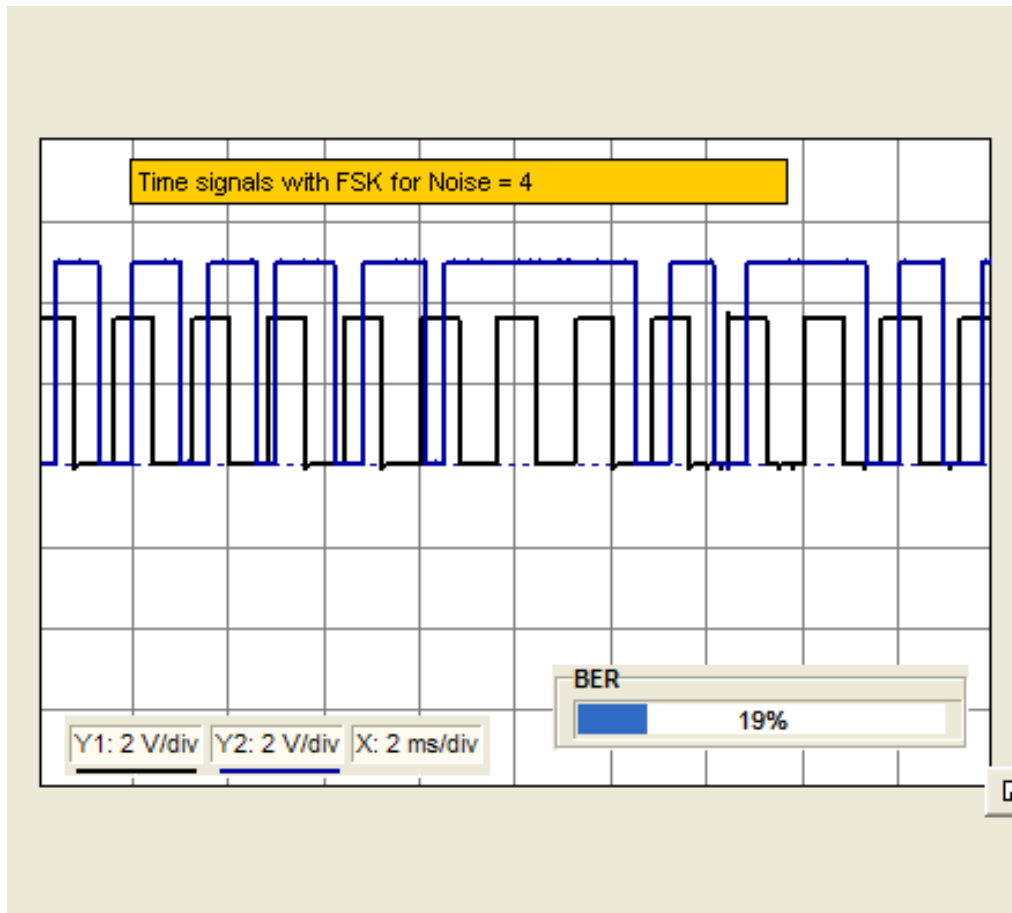 Time signals with FSK for Noise = 4
BER
19%
Y1: 2 V/div Y2: 2 V/div X: 2 ms/div